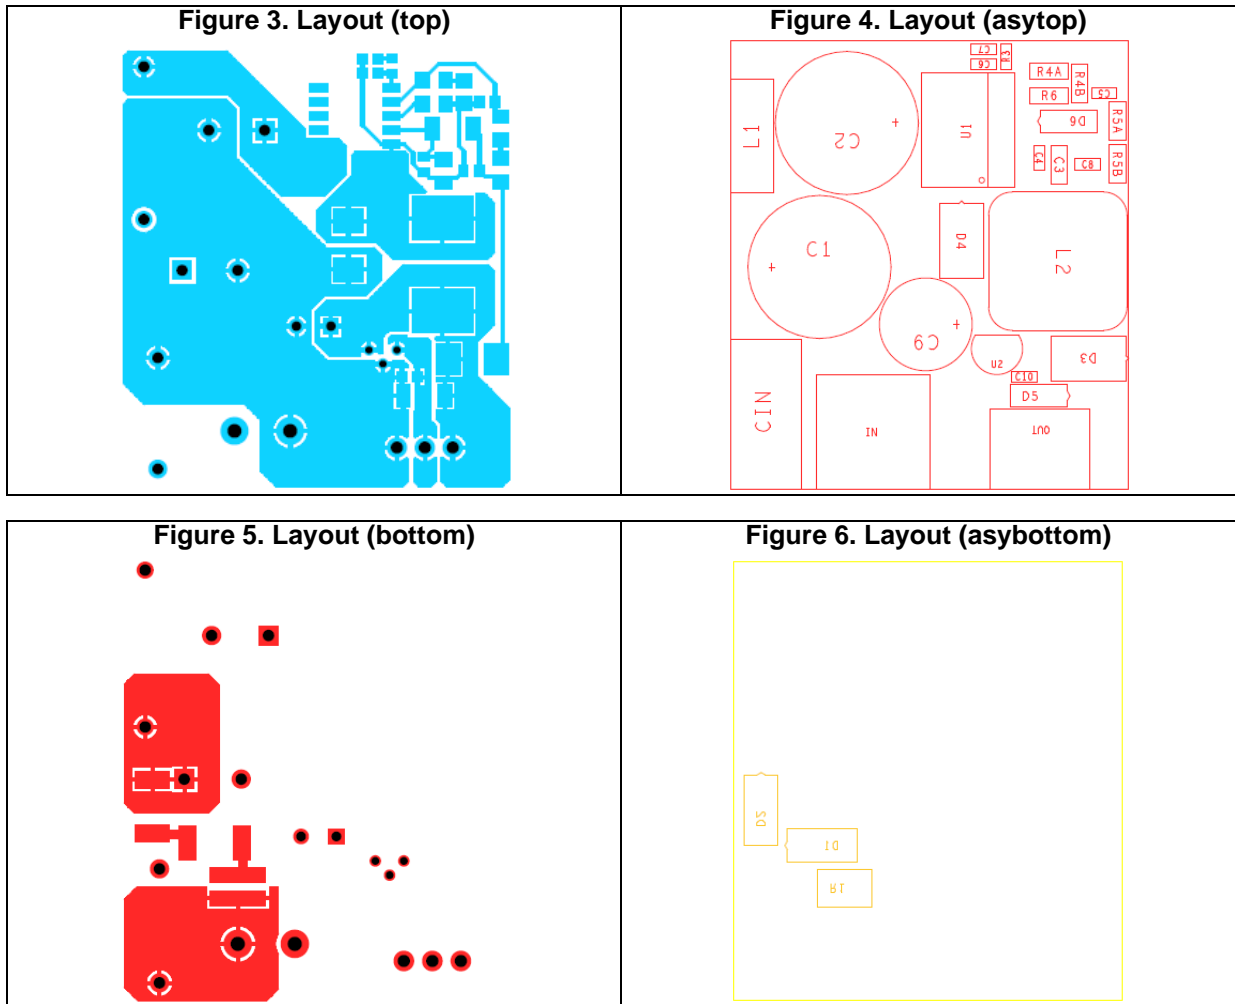 Figure 3. Layout (top)
Figure 4. Layout (asytop)
C7
C6
R3
R4A
R4B
R6
C5
L1
C2
+
U1
D6
R5A
C4
C3
C8
R5B
C1
+
D4
L2
C9
+
U2
D3
C10
D5
CIN
IN
OUT
Figure 5. Layout (bottom)
Figure 6. Layout (asybottom)
D2
D1
R1